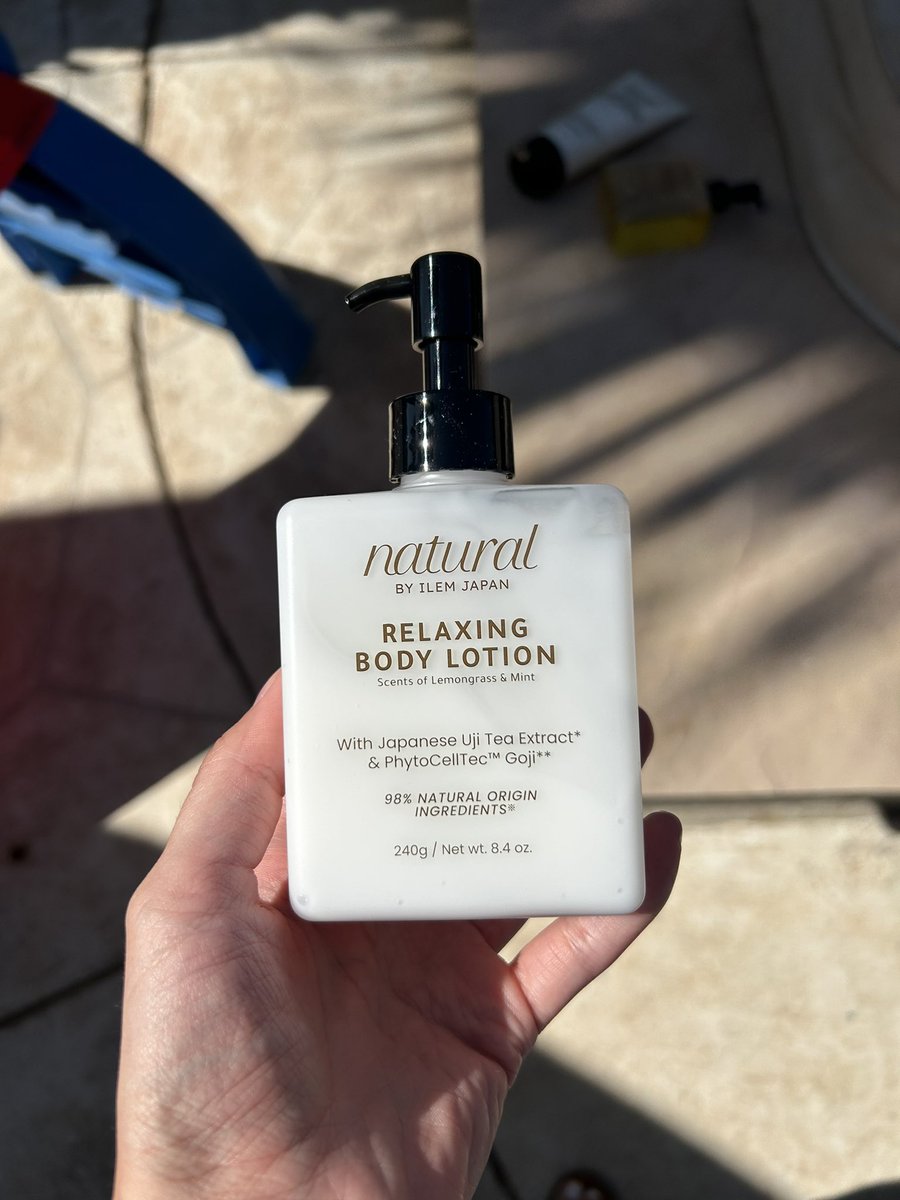 natural
BY ILEM JAPAN
RELAXING
BODY LOTION
Scents of Lemongrass & Mint
With Japanese Uji Tea Extract*
& PhytoCellTec™ Goji**
98% NATURAL ORIGIN
INGREDIENTS※
240g / Net wt. 8.4 oz.